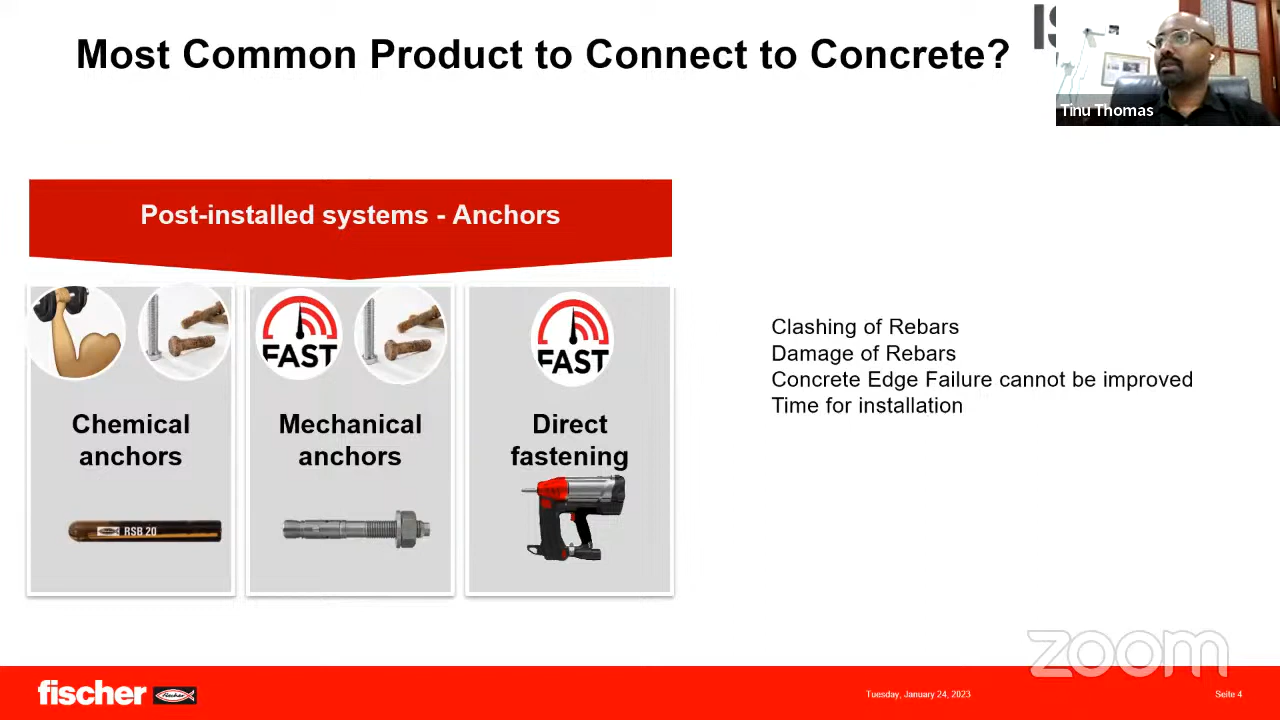 Most Common Product to Connect to Concrete?
IS
Tinu Thomas
Post-installed systems - Anchors
FAST
FAST
Chemical
anchors
Mechanical
anchors
Direct
fastening
RSB 20
Clashing of Rebars
Damage of Rebars
Concrete Edge Failure cannot be improved
Time for installation
zoom
fischer
Tuesday, January 24, 2023
Seite 4